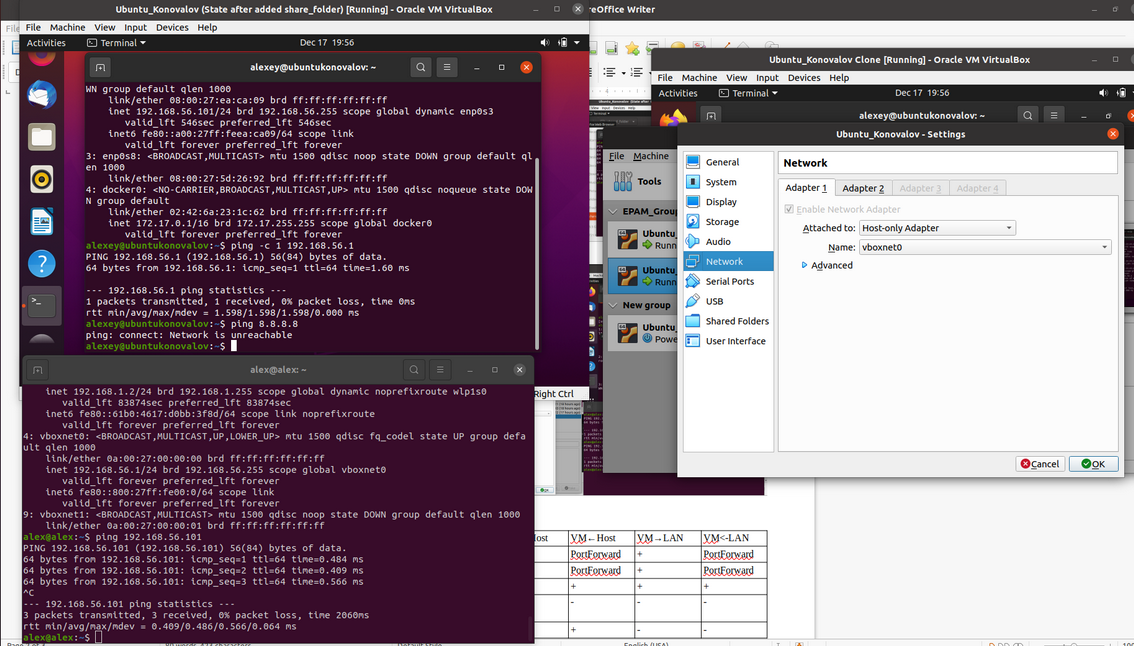 Ubuntu_Konovalov (State after added share_folder) [Running] - Oracle VM VirtualBox
File Machine View Input Devices Help
Activities Terminal Dec 17 19:56
alexey@ubuntukonovalov: ~
WN group default qlen 1000
link/ether 08:00:27:ea:ca:09 brd ff:ff:ff:ff:ff:ff
inet 192.168.56.101/24 brd 192.168.56.255 scope global dynamic enp0s3
valid_lft 546sec preferred_lft 546sec
inet6 fe80::a00:27ff:feea:ca09/64 scope link
valid_lft forever preferred_lft forever
3: enp0s8: <BROADCAST,MULTICAST> mtu 1500 qdisc noop state DOWN group default ql
en 1000
link/ether 08:00:27:5d:26:92 brd ff:ff:ff:ff:ff:ff
4: docker0: <NO-CARRIER,BROADCAST,MULTICAST,UP> mtu 1500 qdisc noqueue state DOW
N group default
link/ether 02:42:6a:23:1c:62 brd ff:ff:ff:ff:ff:ff
inet 172.17.0.1/16 brd 172.17.255.255 scope global docker0
valid_lft forever preferred_lft forever
alexey@ubuntukonovalov:~$ ping -c 1 192.168.56.1
PING 192.168.56.1 (192.168.56.1) 56(84) bytes of data.
64 bytes from 192.168.56.1: icmp_seq=1 ttl=64 time=1.60 ms
--- 192.168.56.1 ping statistics ---
1 packets transmitted, 1 received, 0% packet loss, time 0ms
rtt min/avg/max/mdev = 1.598/1.598/1.598/0.000 ms
alexey@ubuntukonovalov:~$ ping 8.8.8.8
ping: connect: Network is unreachable
alexey@ubuntukonovalov:~$
Right Ctrl
alex@alex: ~
inet 192.168.1.2/24 brd 192.168.1.255 scope global dynamic noprefixroute wlp1s0
valid_lft 83874sec preferred_lft 83874sec
inet6 fe80::61b0:4617:d0bb:3f8d/64 scope link noprefixroute
valid_lft forever preferred_lft forever
4: vboxnet0: <BROADCAST,MULTICAST,UP,LOWER_UP> mtu 1500 qdisc fq_codel state UP group defa
ult qlen 1000
link/ether 0a:00:27:00:00:00 brd ff:ff:ff:ff:ff:ff
inet 192.168.56.1/24 brd 192.168.56.255 scope global vboxnet0
valid_lft forever preferred_lft forever
inet6 fe80::800:27ff:fe00:0/64 scope link
valid_lft forever preferred_lft forever
9: vboxnet1: <BROADCAST,MULTICAST> mtu 1500 qdisc noop state DOWN group default qlen 1000
link/ether 0a:00:27:00:00:01 brd ff:ff:ff:ff:ff:ff
alex@alex:~$ ping 192.168.56.101
PING 192.168.56.101 (192.168.56.101) 56(84) bytes of data.
64 bytes from 192.168.56.101: icmp_seq=1 ttl=64 time=0.484 ms
64 bytes from 192.168.56.101: icmp_seq=2 ttl=64 time=0.409 ms
64 bytes from 192.168.56.101: icmp_seq=3 ttl=64 time=0.566 ms
^C
--- 192.168.56.101 ping statistics ---
3 packets transmitted, 3 received, 0% packet loss, time 2060ms
rtt min/avg/max/mdev = 0.409/0.486/0.566/0.064 ms
alex@alex:~$
reOffice Writer
Ubuntu_Konovalov Clone [Running] - Oracle VM VirtualBox
File Machine View Input Devices Help
Activities Terminal Dec 17 19:56
alexey@ubuntukonovalov: ~
File Machine
Tools
EPAM_Group
Ubuntu_
Runn
Ubuntu_
Runn
New group
Ubuntu_
Powe
Ubuntu_Konovalov - Settings
General
System
Display
Storage
Audio
Network
Serial Ports
USB
Shared Folders
User Interface
Network
Adapter 1 Adapter 2 Adapter 3 Adapter 4
Enable Network Adapter
Attached to: Host-only Adapter
Name: vboxnet0
Advanced
Cancel OK
Host VM←Host VM→LAN VM<-LAN
PortForward + PortForward
PortForward + PortForward
+ + +
- - -
+ - -
English (USA)